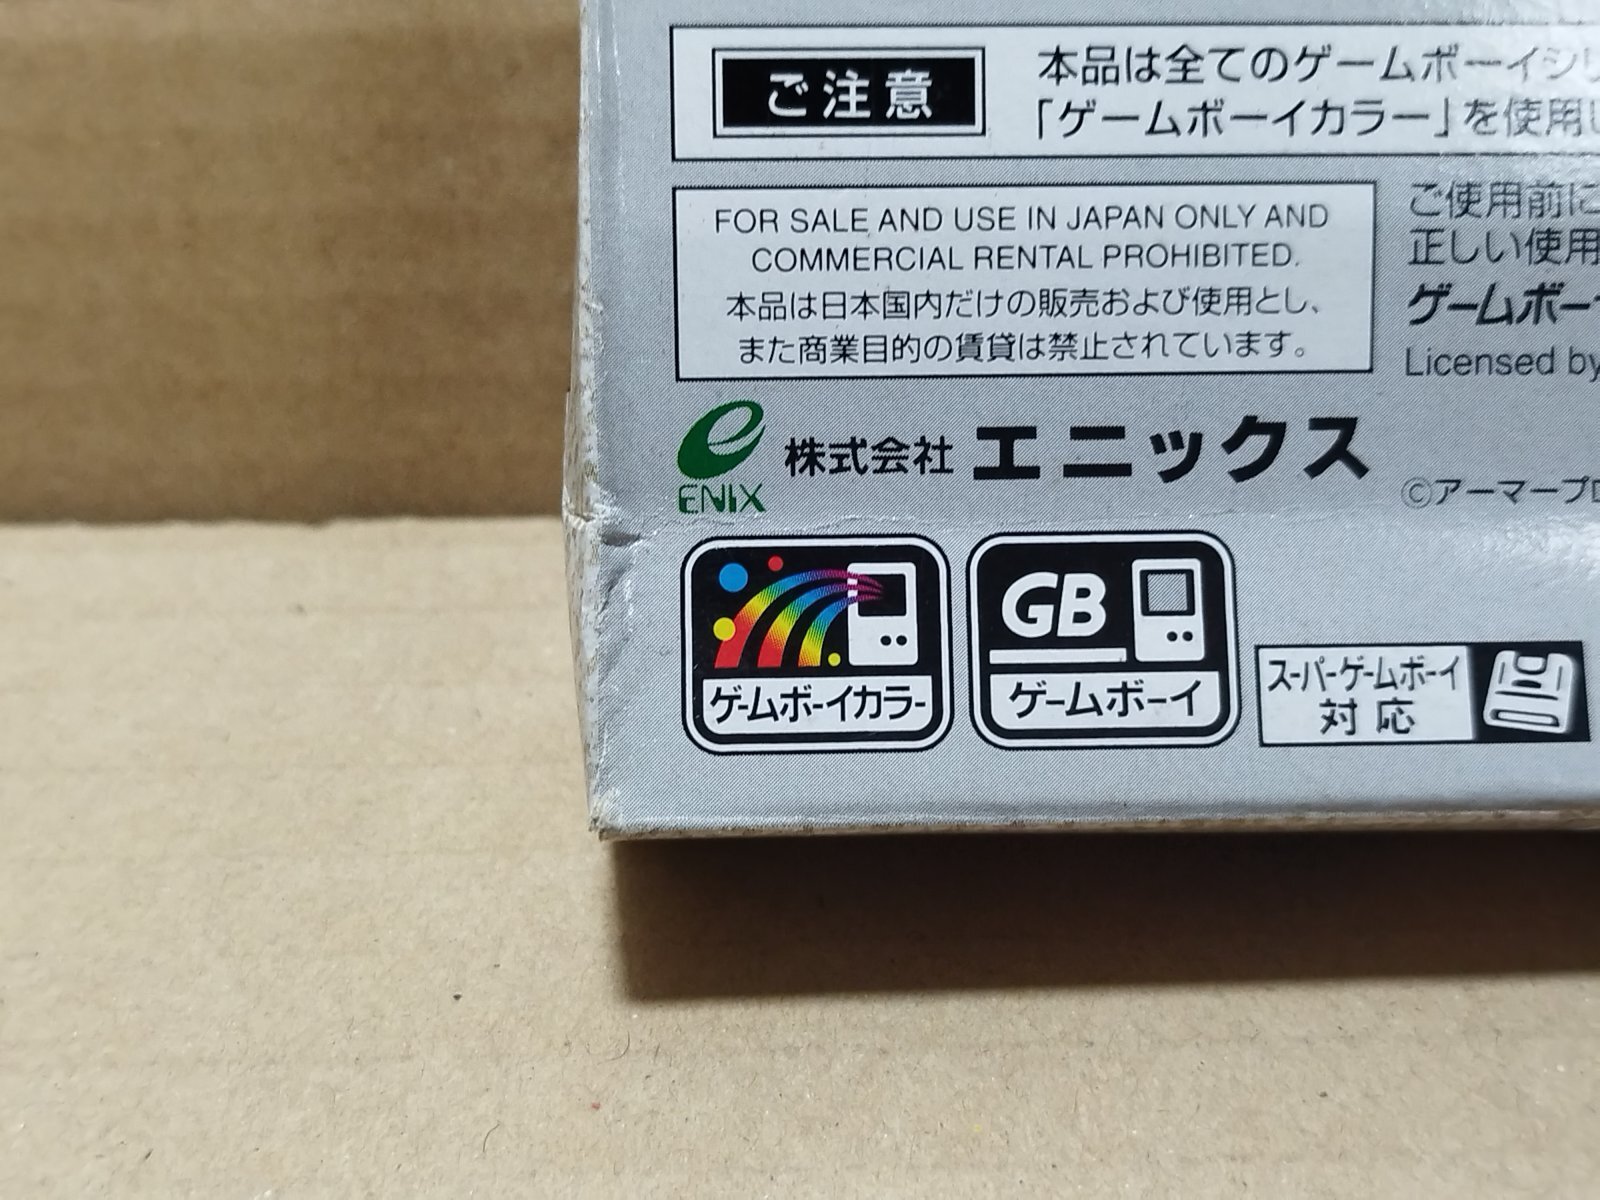 ご注意
本品は全てのゲームボーイシリ
「ゲームボーイカラー」を使用し
FOR SALE AND USE IN JAPAN ONLY AND
COMMERCIAL RENTAL PROHIBITED.
本品は日本国内だけの販売および使用とし、
また商業目的の賃貸は禁止されています。
ご使用前に
正しい使用
ゲームボー
Licensed by
ENIX
株式会社 エニックス
©アーマープロ
ゲームボーイカラー
GB
ゲームボーイ
スーパーゲームボーイ
対応